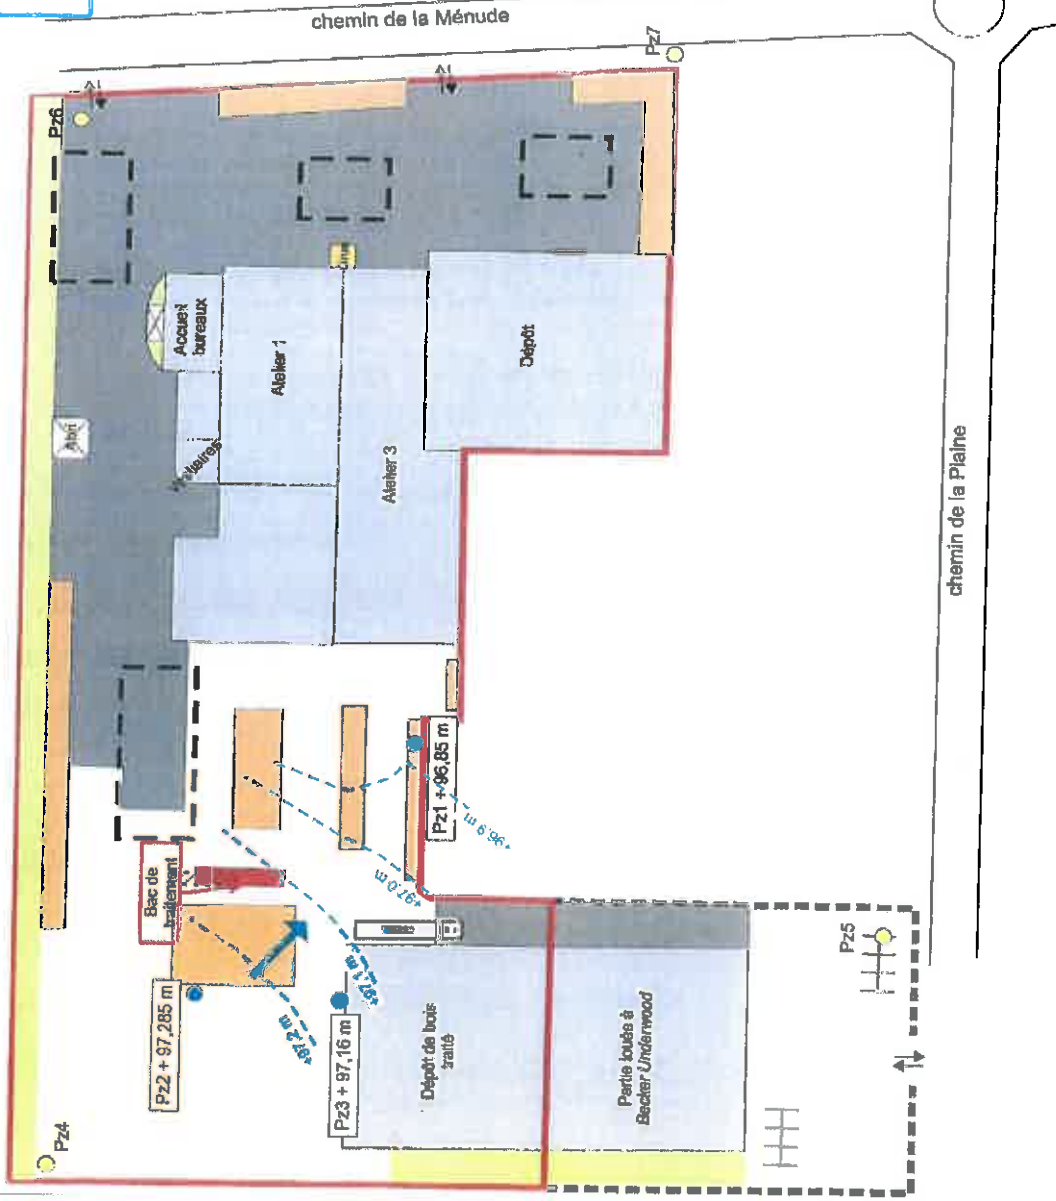 chemin de la Ménude
Pz7
Pz6
Accueil
bureaux
Atelier 1
Abri
Dépôt
Atelier 3
chemin de la Plaine
Pz1 + 96,85 m
+96.9 m
+97.0 m
Bac de
traitement
+97.1 m
+97.2 m
Pz2 + 97,285 m
Pz3 + 97,16 m
Dépôt de bois
traité
Partie louée à
Becker Underwood
Pz5
Pz4